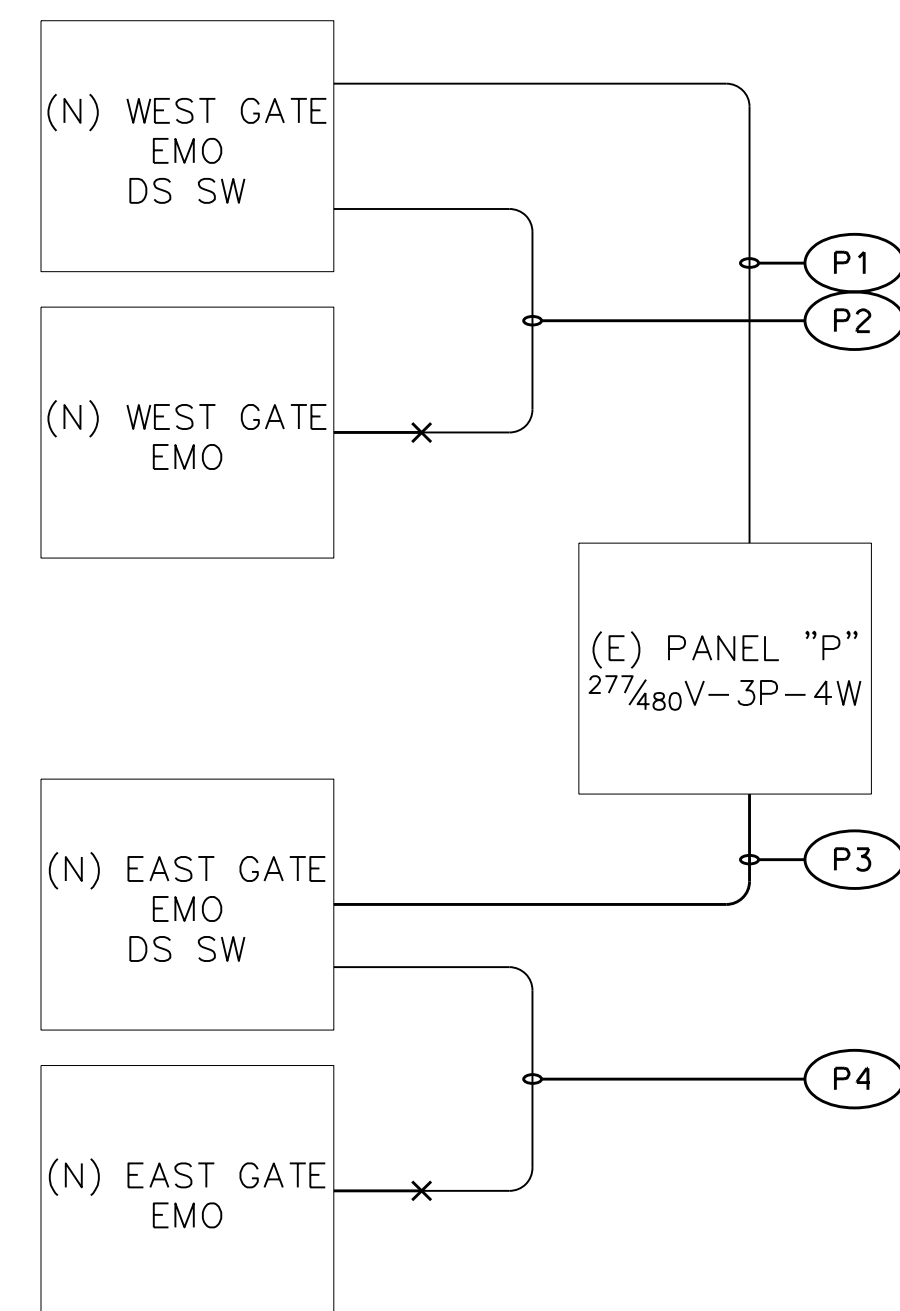 (N) WEST GATE
EMO
DS SW
P1
P2
(N) WEST GATE
EMO
(E) PANEL "P"
277/480V-3P-4W
(N) EAST GATE
EMO
DS SW
P3
P4
(N) EAST GATE
EMO